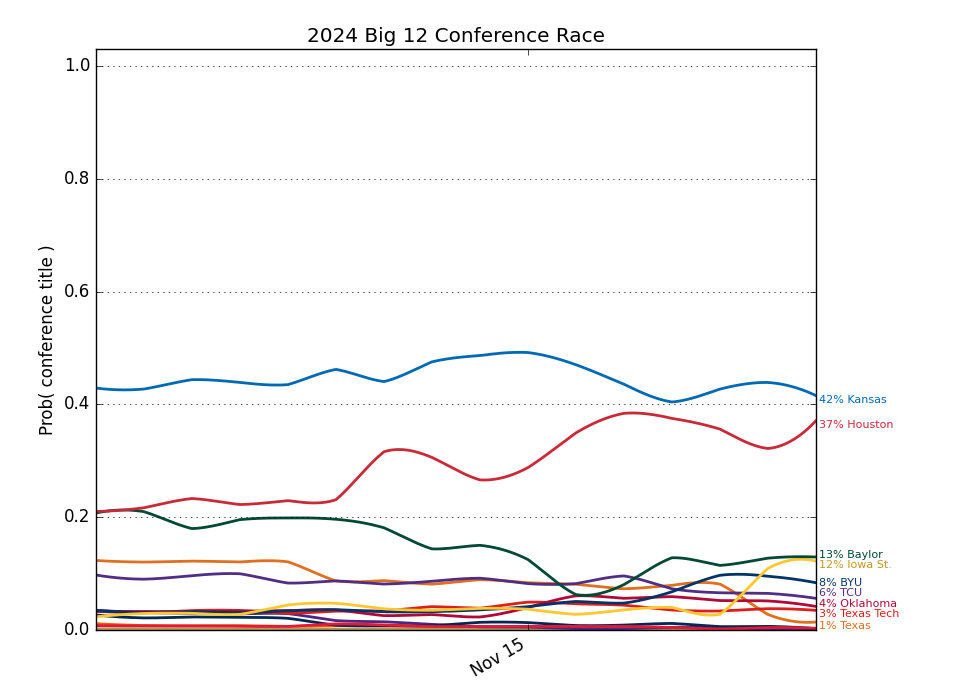 2024 Big 12 Conference Race
Prob( conference title )
1.0
0.8
0.6
0.4
0.2
0.0
Nov 15
42% Kansas
37% Houston
13% Baylor
12% Iowa St.
8% BYU
6% TCU
4% Oklahoma
3% Texas Tech
1% Texas